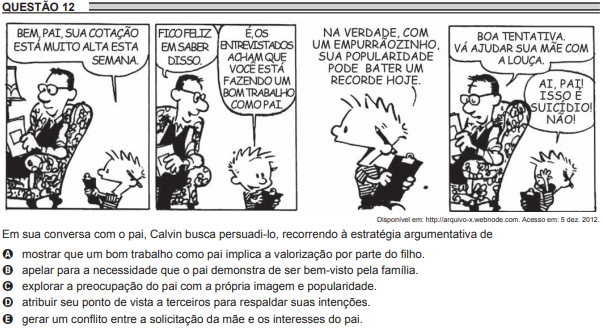 QUESTÃO 12
BEM, PAI, SUA COTAÇÃO
ESTÁ MUITO ALTA ESTA
SEMANA.
FICO FELIZ
EM SABER
DISSO.
É, OS
ENTREVISTADOS
ACHAM QUE
VOCÊ ESTÁ
FAZENDO UM
BOM TRABALHO
COMO PAI.
NA VERDADE, COM
UM EMPURRÃOZINHO,
SUA POPULARIDADE
PODE BATER UM
RECORDE HOJE.
BOA TENTATIVA.
VÁ AJUDAR SUA MÃE COM
A LOUÇA.
AI, PAI!
ISSO É
SUICÍDIO!
NÃO!
Disponível em: http://arquivo-x.webnode.com. Acesso em: 5 dez. 2012.
Em sua conversa com o pai, Calvin busca persuadi-lo, recorrendo à estratégia argumentativa de
A mostrar que um bom trabalho como pai implica a valorização por parte do filho.
B apelar para a necessidade que o pai demonstra de ser bem-visto pela família.
C explorar a preocupação do pai com a própria imagem e popularidade.
D atribuir seu ponto de vista a terceiros para respaldar suas intenções.
E gerar um conflito entre a solicitação da mãe e os interesses do pai.